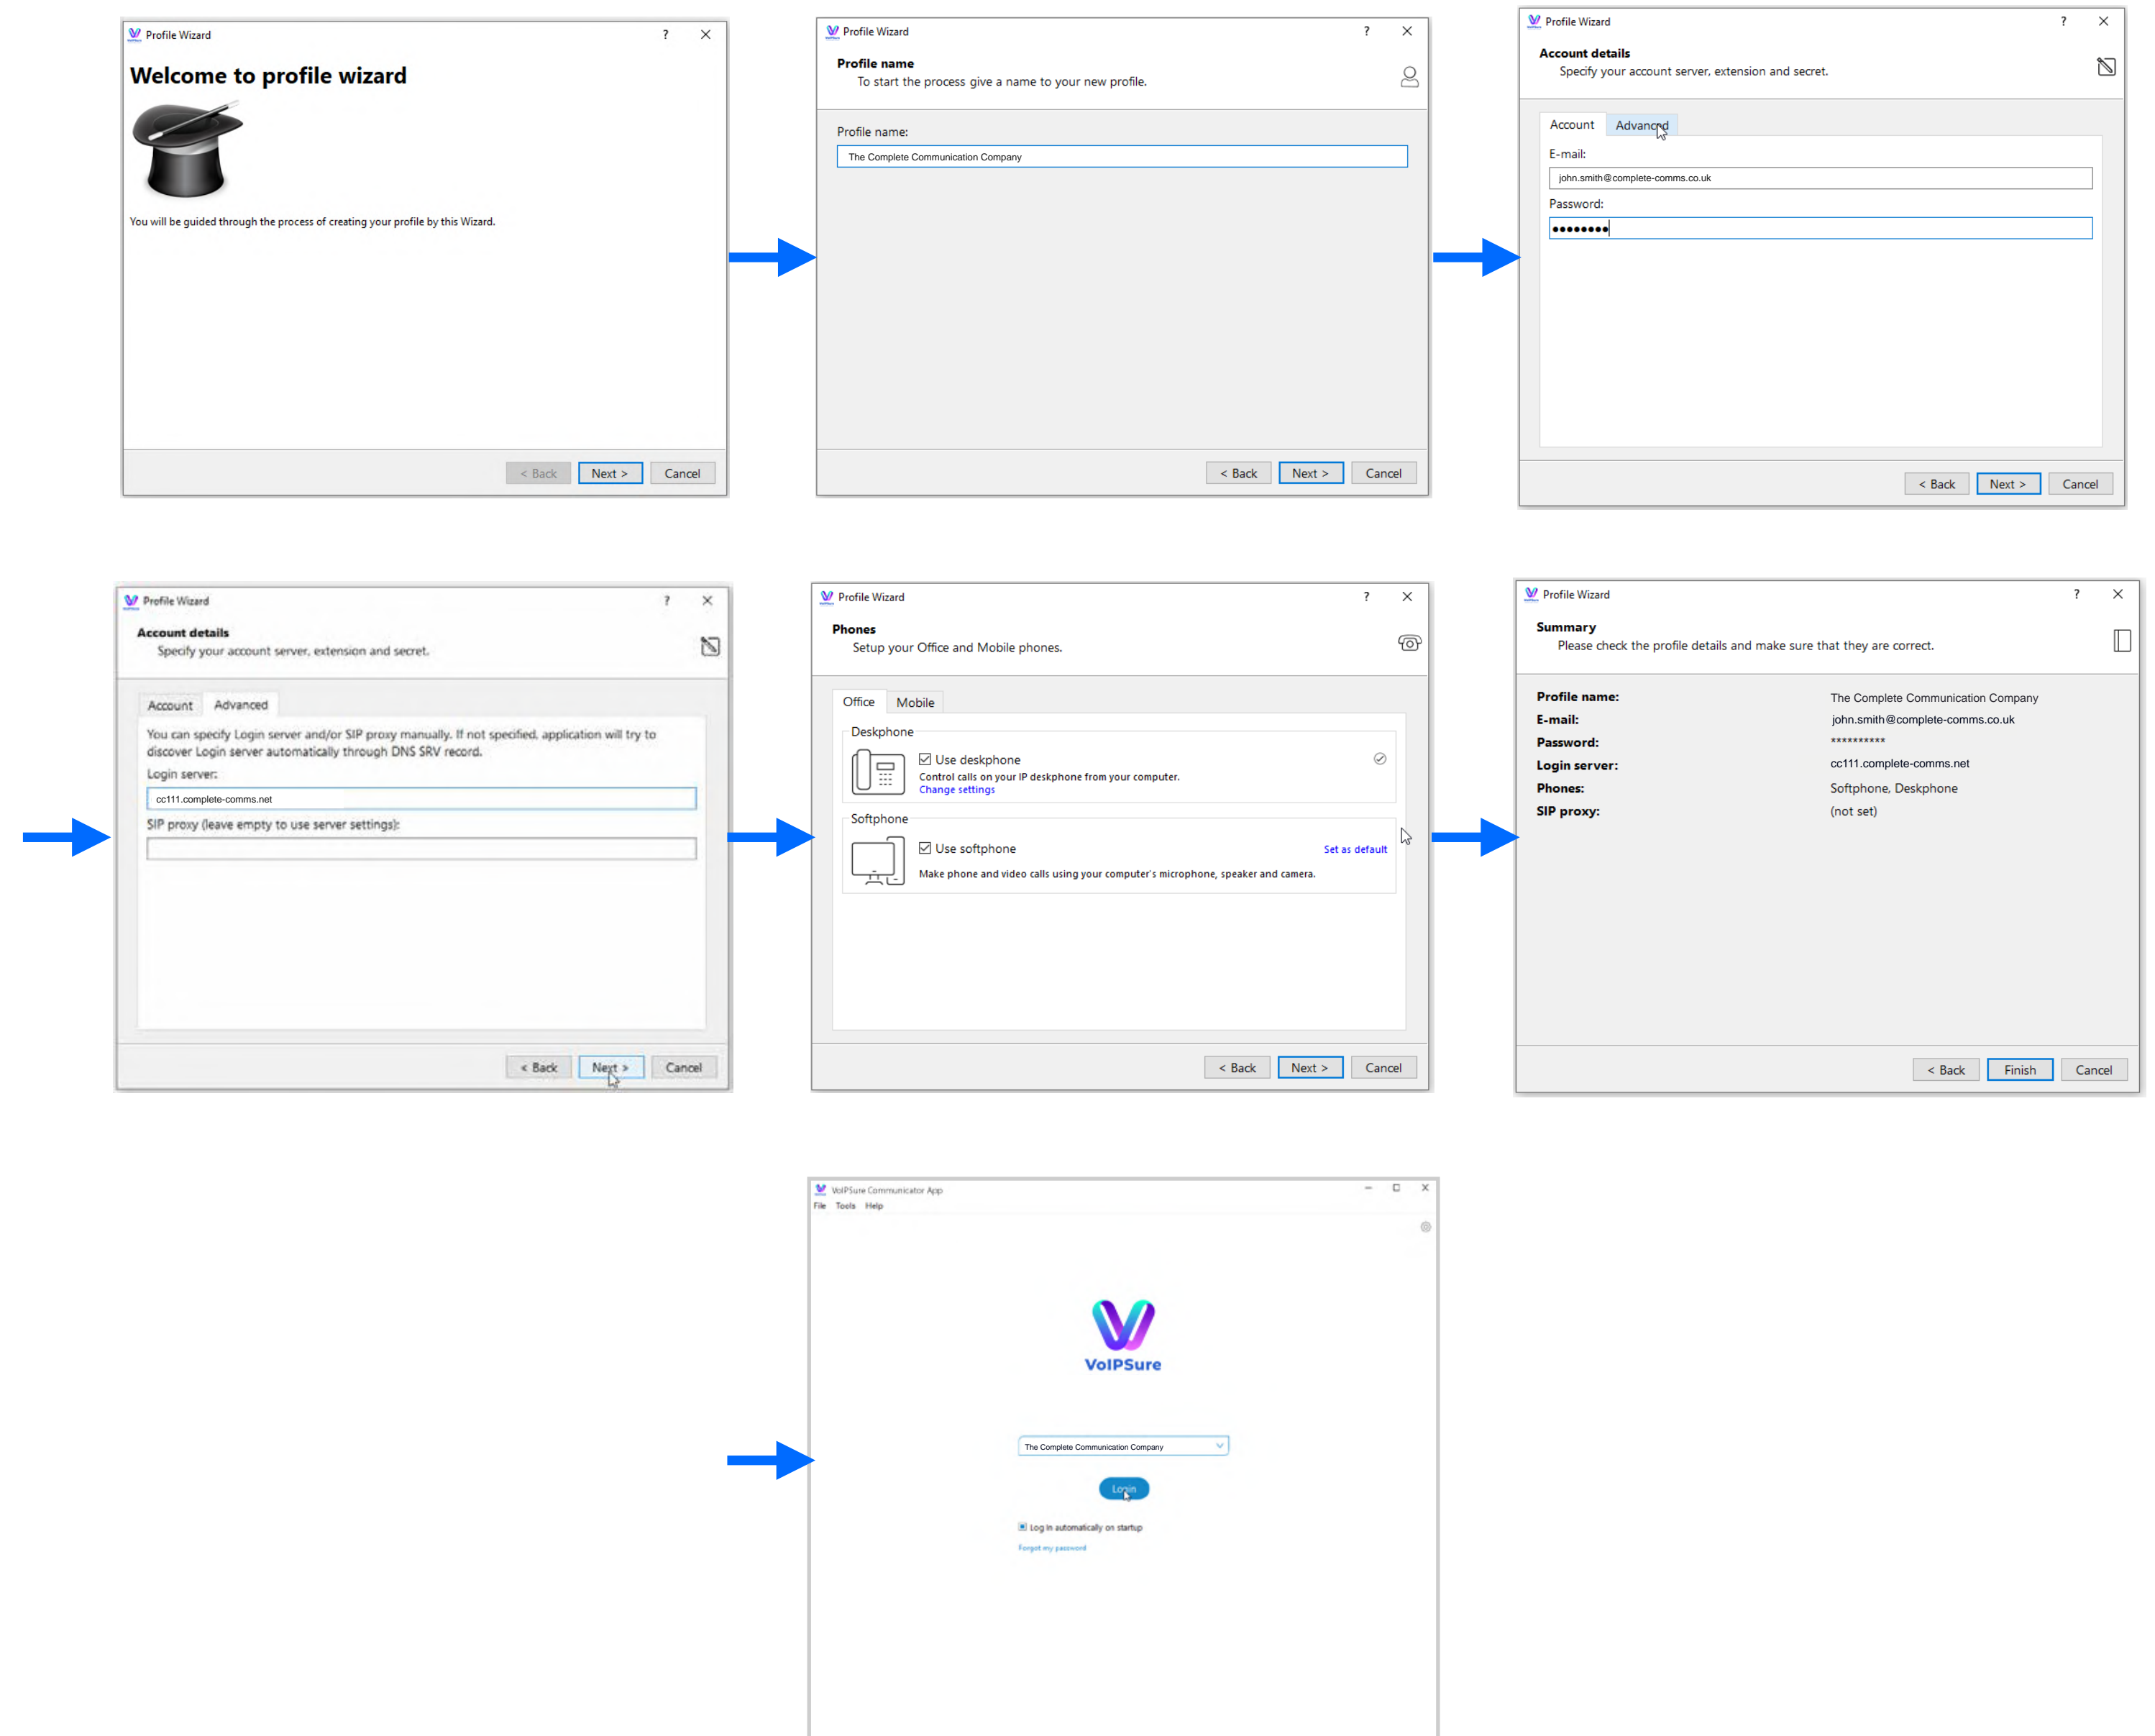 Profile Wizard
Welcome to profile wizard
You will be guided through the process of creating your profile by this Wizard.
< Back
Next >
Cancel
Profile Wizard
Profile name
To start the process give a name to your new profile.
Profile name:
The Complete Communication Company
< Back
Next >
Cancel
Profile Wizard
Account details
Specify your account server, extension and secret.
Account
Advanced
E-mail:
john.smith@complete-comms.co.uk
Password:
< Back
Next >
Cancel
Profile Wizard
Account details
Specify your account server, extension and secret.
Account
Advanced
You can specify Login server and/or SIP proxy manually. If not specified, application will try to
discover Login server automatically through DNS SRV record.
Login server:
cc111.complete-comms.net
SIP proxy (leave empty to use server settings):
< Back
Next >
Cancel
Profile Wizard
Phones
Setup your Office and Mobile phones.
Office
Mobile
Deskphone
Use deskphone
Control calls on your IP deskphone from your computer.
Change settings
Softphone
Use softphone
Set as default
Make phone and video calls using your computer's microphone, speaker and camera.
< Back
Next >
Cancel
Profile Wizard
Summary
Please check the profile details and make sure that they are correct.
Profile name: The Complete Communication Company
E-mail: john.smith@complete-comms.co.uk
Password: **********
Login server: cc111.complete-comms.net
Phones: Softphone, Deskphone
SIP proxy: (not set)
< Back
Finish
Cancel
VoIPSure Communicator App
File Tools Help
VoIPSure
The Complete Communication Company
Login
Log in automatically on startup
Forgot my password